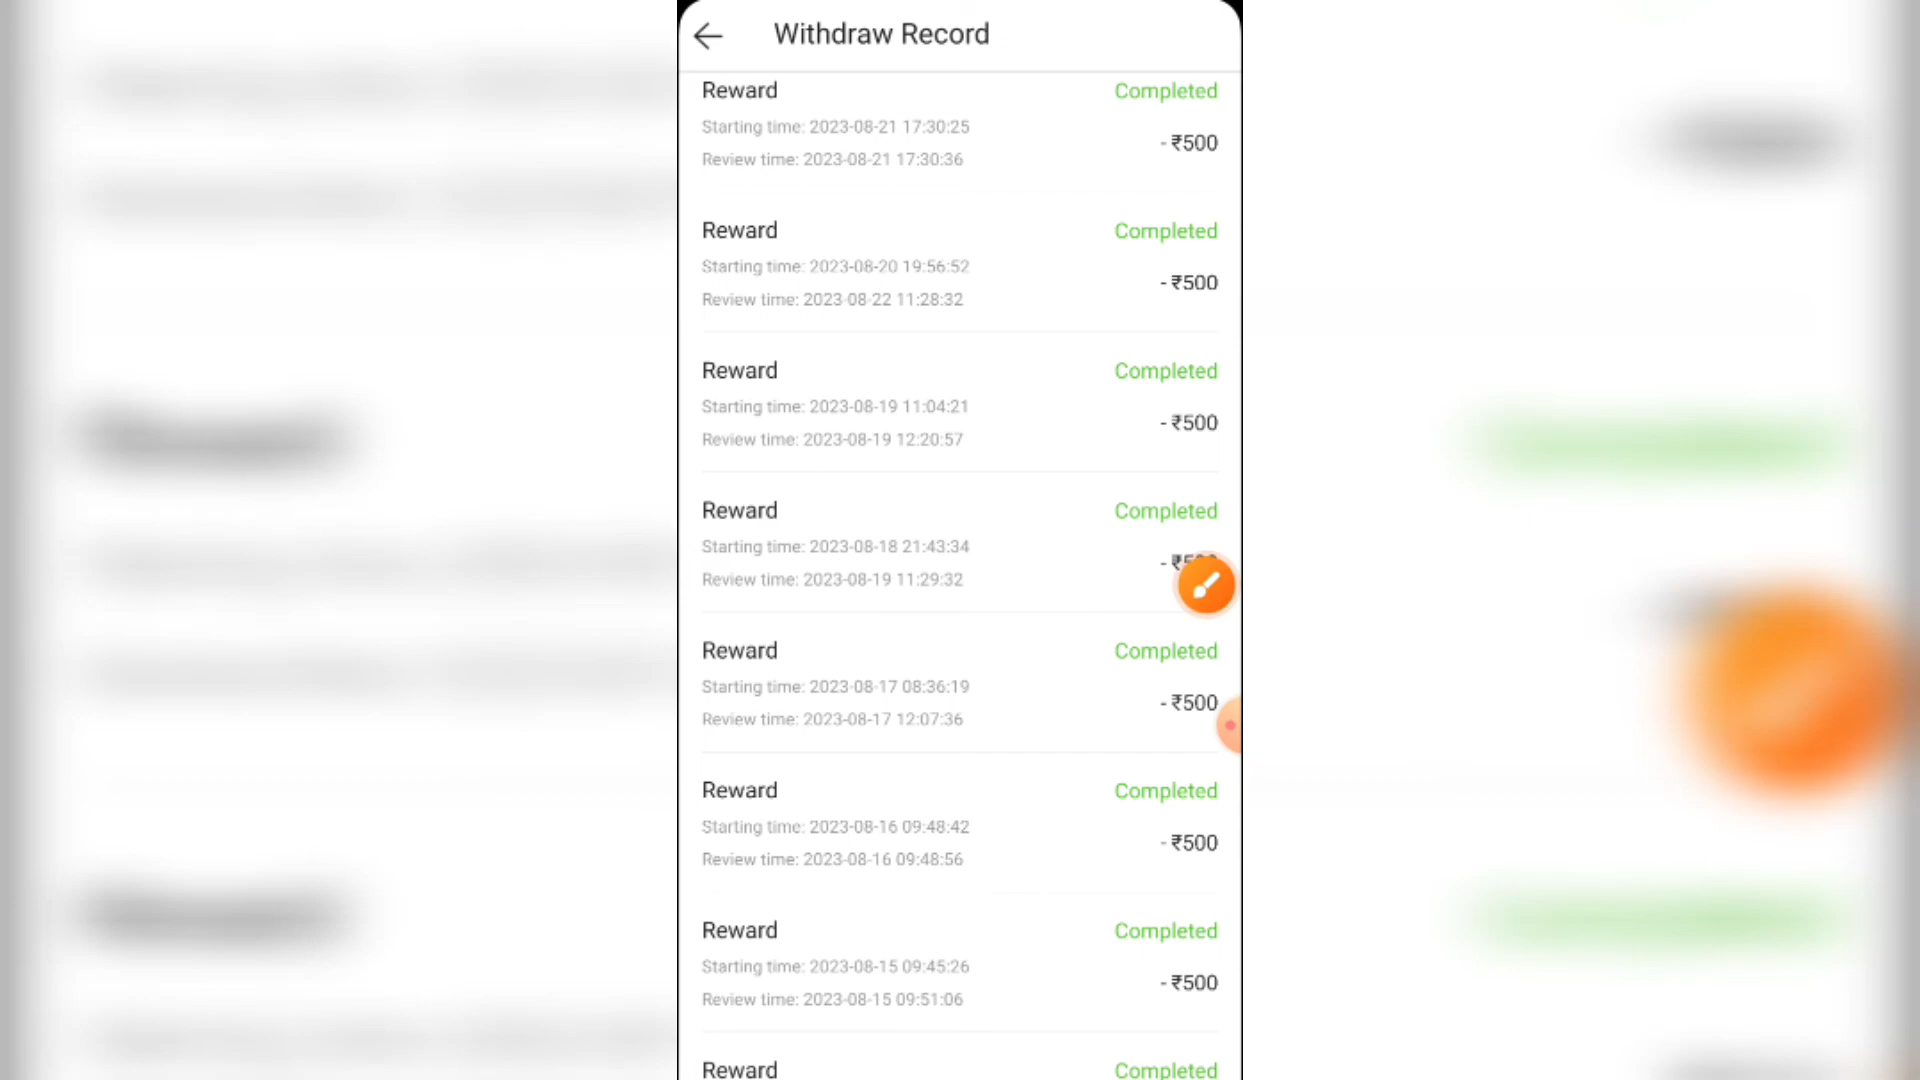 Withdraw Record
Reward Completed
Starting time: 2023-08-21 17:30:25
- ₹500
Review time: 2023-08-21 17:30:36
Reward Completed
Starting time: 2023-08-20 19:56:52
- ₹500
Review time: 2023-08-22 11:28:32
Reward Completed
Starting time: 2023-08-19 11:04:21
- ₹500
Review time: 2023-08-19 12:20:57
Reward Completed
Starting time: 2023-08-18 21:43:34
Review time: 2023-08-19 11:29:32
Reward Completed
Starting time: 2023-08-17 08:36:19
- ₹500
Review time: 2023-08-17 12:07:36
Reward Completed
Starting time: 2023-08-16 09:48:42
- ₹500
Review time: 2023-08-16 09:48:56
Reward Completed
Starting time: 2023-08-15 09:45:26
- ₹500
Review time: 2023-08-15 09:51:06
Reward Completed